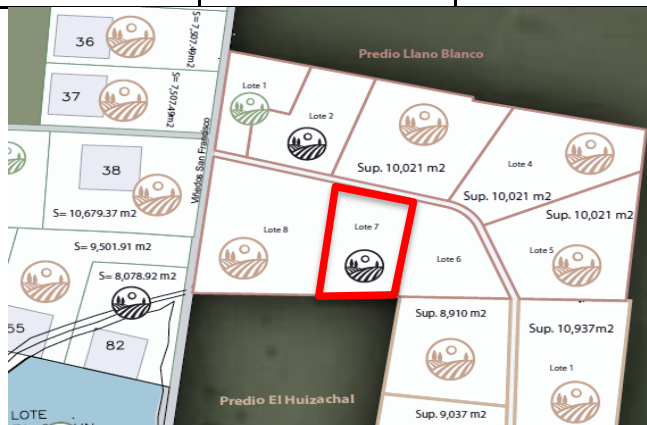 36
S=7,507.49m2
37
S=7,507.49m2
Predio Llano Blanco
Lote 1
Lote 2
Sup. 10,021 m2
Lote 4
Sup. 10,021 m2
Sup. 10,021 m2
Viñedos San Francisco
38
S= 10,679.37 m2
S= 9,501.91 m2
S= 8,078.92 m2
Lote 8
Lote 7
Lote 6
Lote 5
55
82
Sup. 8,910 m2
Sup. 10,937m2
Lote 1
Predio El Huizachal
Sup. 9,037 m2
LOTE